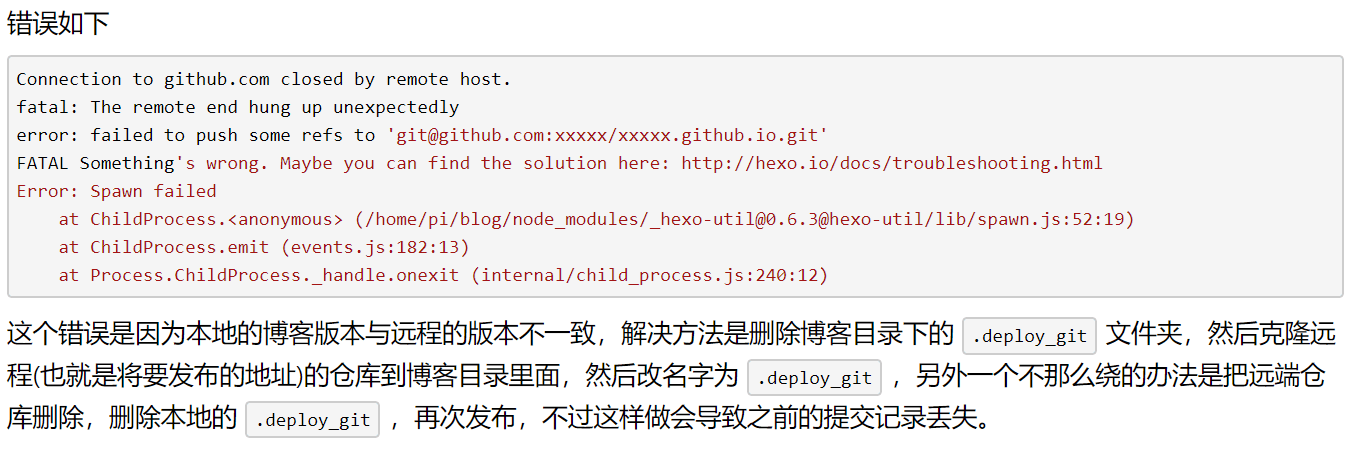 错误如下
Connection to github.com closed by remote host.
fatal: The remote end hung up unexpectedly
error: failed to push some refs to 'git@github.com:xxxxx/xxxxx.github.io.git'
FATAL Something's wrong. Maybe you can find the solution here: http://hexo.io/docs/troubleshooting.html
Error: Spawn failed
    at ChildProcess.<anonymous> (/home/pi/blog/node_modules/_hexo-util@0.6.3@hexo-util/lib/spawn.js:52:19)
    at ChildProcess.emit (events.js:182:13)
    at Process.ChildProcess._handle.onexit (internal/child_process.js:240:12)
这个错误是因为本地的博客版本与远程的版本不一致，解决方法是删除博客目录下的 .deploy_git 文件夹，然后克隆远
程(也就是将要发布的地址)的仓库到博客目录里面，然后改名字为 .deploy_git ，另外一个不那么绕的办法是把远端仓
库删除，删除本地的 .deploy_git ，再次发布，不过这样做会导致之前的提交记录丢失。